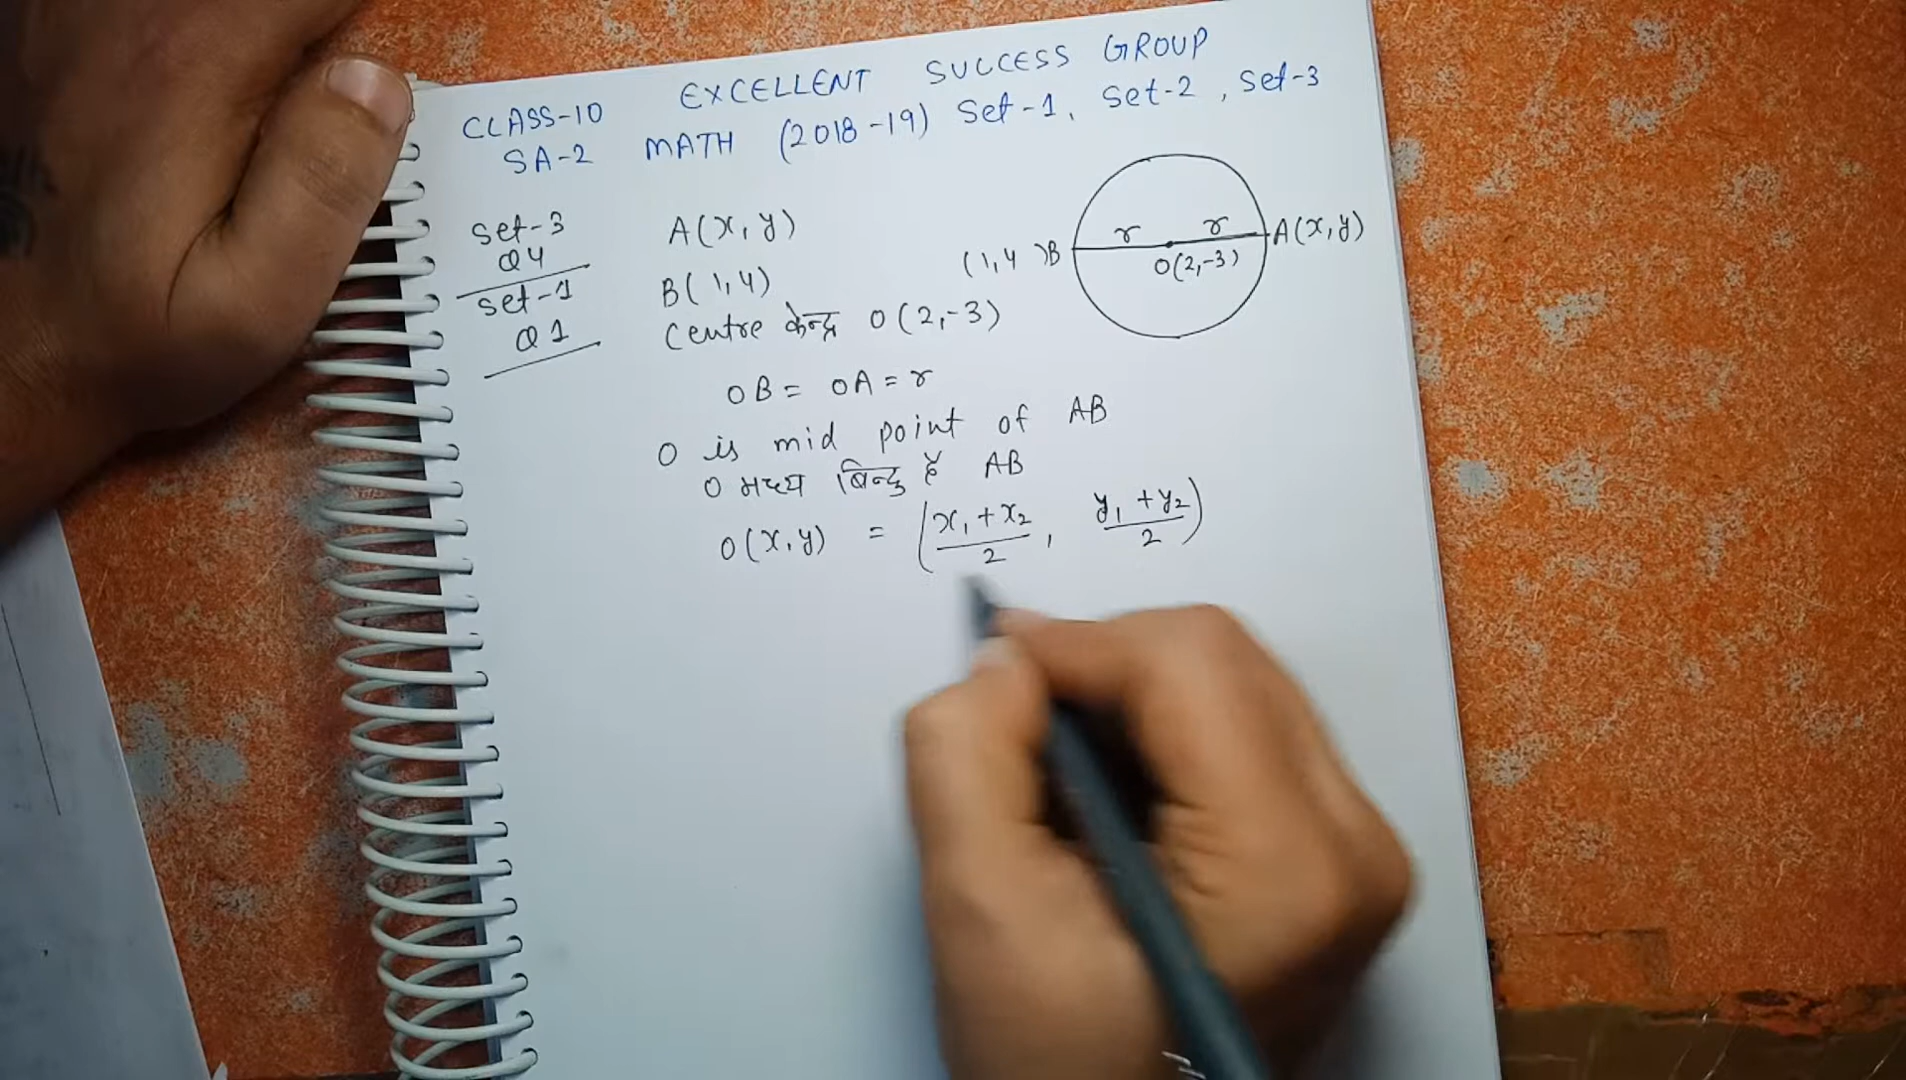 EXCELLENT SUCCESS GROUP
CLASS-10
SA-2 MATH (2018-19) Set-1, Set-2, Set-3
Set-3
Q4
Set-1
Q1
A(x, y)
B(1,4)
Centre केन्द्र O(2,-3)
(1,4)B
r r
A(x,y)
O(2,-3)
OB = OA = r
O is mid point of AB
O मध्य बिन्दु है AB
O(x,y) = (x₁+x₂/2, y₁+y₂/2)